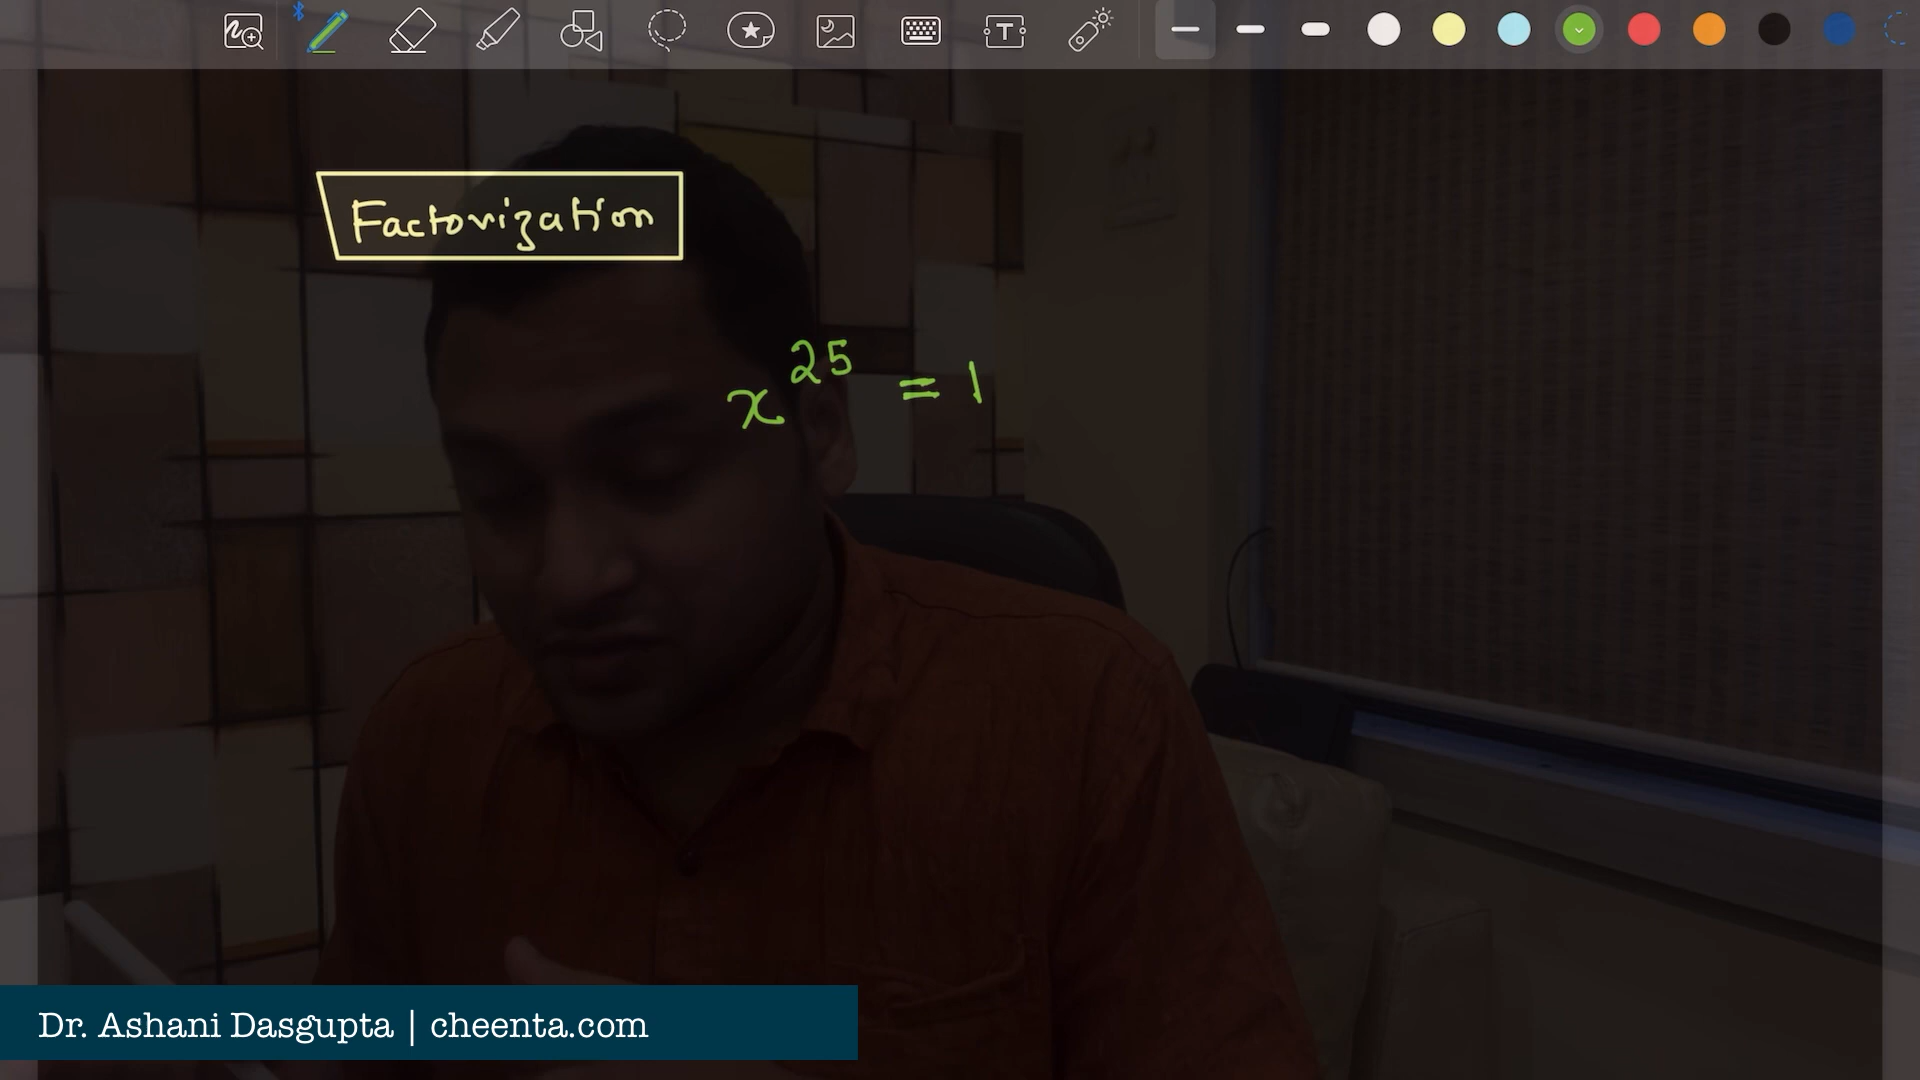 Factorization
x^25 = 1
Dr. Ashani Dasgupta | cheenta.com